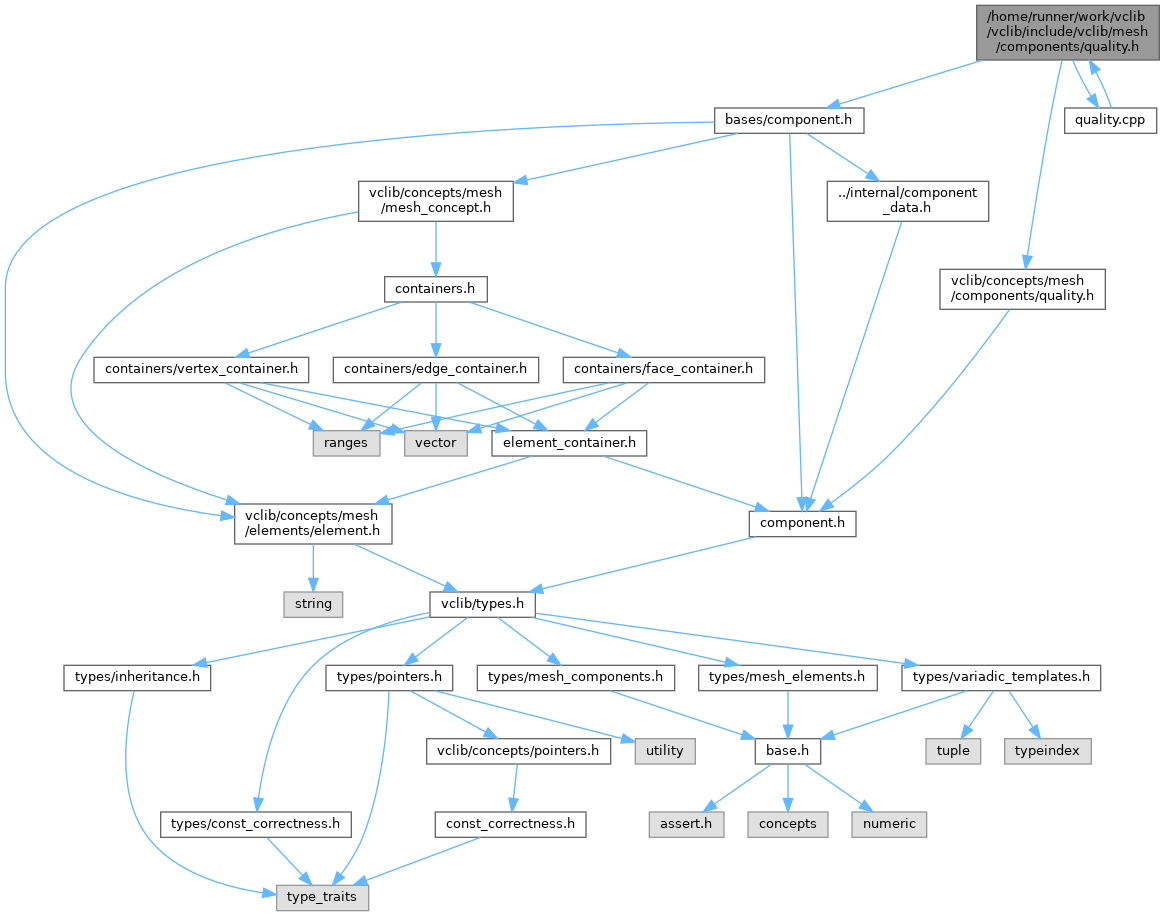 /home/runner/work/vclib
/vclib/include/vclib/mesh
/components/quality.h
bases/component.h
quality.cpp
vclib/concepts/mesh
/mesh_concept.h
../internal/component
_data.h
vclib/concepts/mesh
/components/quality.h
containers.h
containers/vertex_container.h
containers/edge_container.h
containers/face_container.h
ranges
vector
element_container.h
vclib/concepts/mesh
/elements/element.h
component.h
string
vclib/types.h
types/inheritance.h
types/pointers.h
types/mesh_components.h
types/mesh_elements.h
types/variadic_templates.h
vclib/concepts/pointers.h
utility
base.h
tuple
typeindex
types/const_correctness.h
const_correctness.h
assert.h
concepts
numeric
type_traits